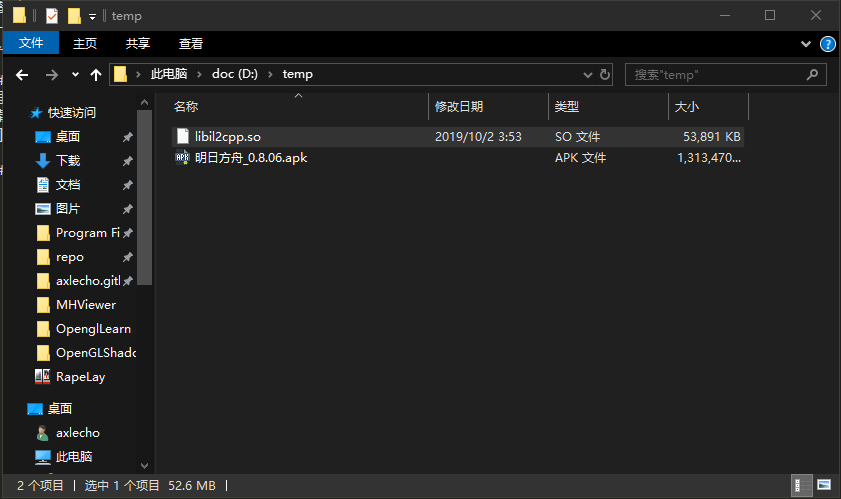 temp
文件 主页 共享 查看
此电脑 doc (D:) temp
搜索"temp"
名称 修改日期 类型 大小
libil2cpp.so 2019/10/2 3:53 SO 文件 53,891 KB
明日方舟_0.8.06.apk APK 文件 1,313,470...
快速访问
桌面
下载
文档
图片
Program Fi
repo
axlecho.gitl
MHViewer
OpenglLearn
OpenGLShadc
RapeLay
桌面
axlecho
此电脑
2 个项目 选中 1 个项目 52.6 MB